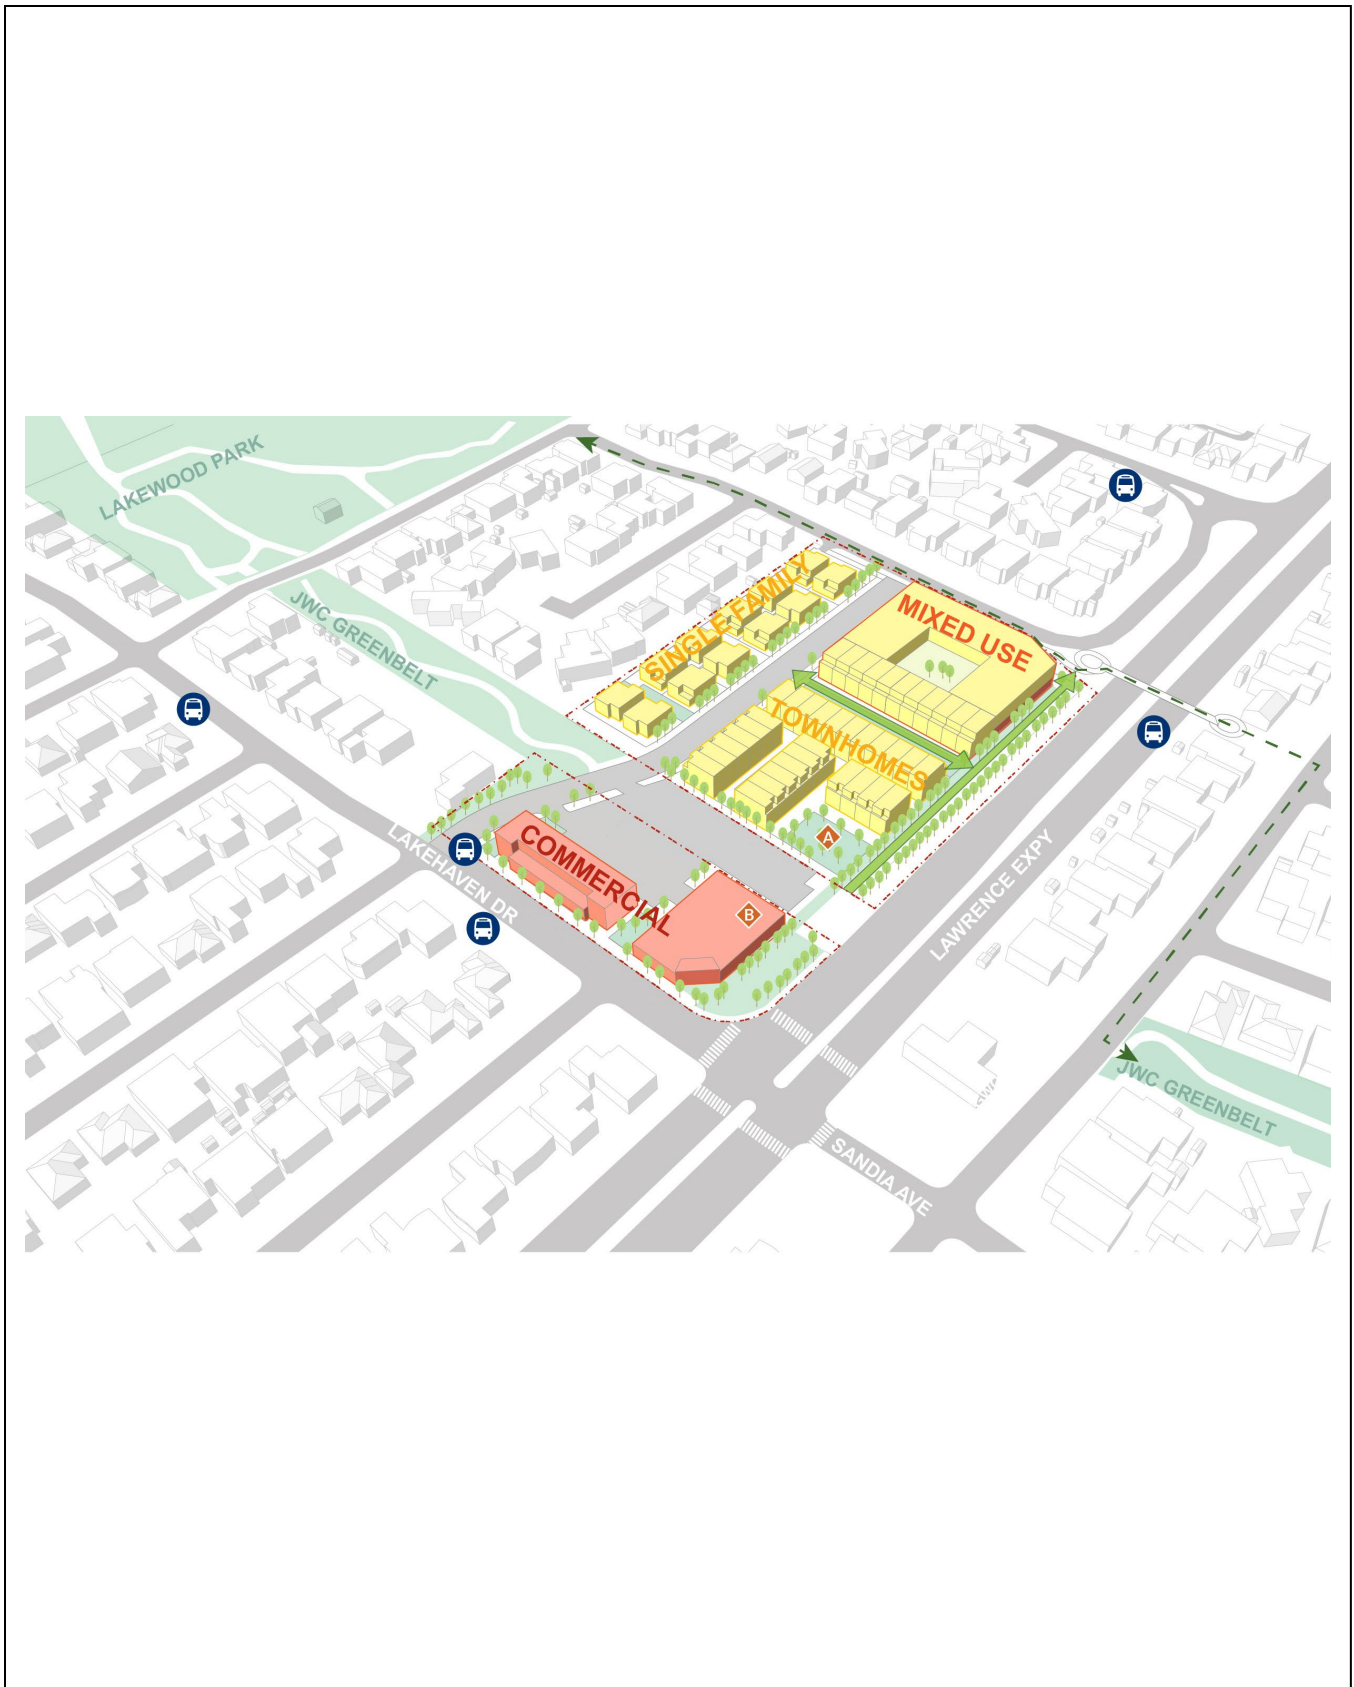 LAKEWOOD PARK
JWC GREENBELT
SINGLE FAMILY
MIXED USE
TOWNHOMES
A
COMMERCIAL
B
LAKEHAVEN DR
LAWRENCE EXPY
JWC GREENBELT
SANDIA AVE